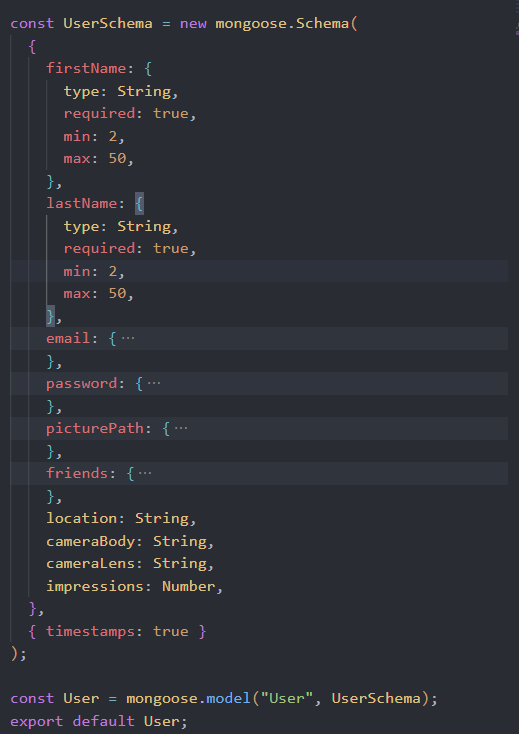 const UserSchema = new mongoose.Schema(
  {
    firstName: {
      type: String,
      required: true,
      min: 2,
      max: 50,
    },
    lastName: {
      type: String,
      required: true,
      min: 2,
      max: 50,
    },
    email: {···
    },
    password: {···
    },
    picturePath: {···
    },
    friends: {···
    },
    location: String,
    cameraBody: String,
    cameraLens: String,
    impressions: Number,
  },
  { timestamps: true }
);

const User = mongoose.model("User", UserSchema);
export default User;